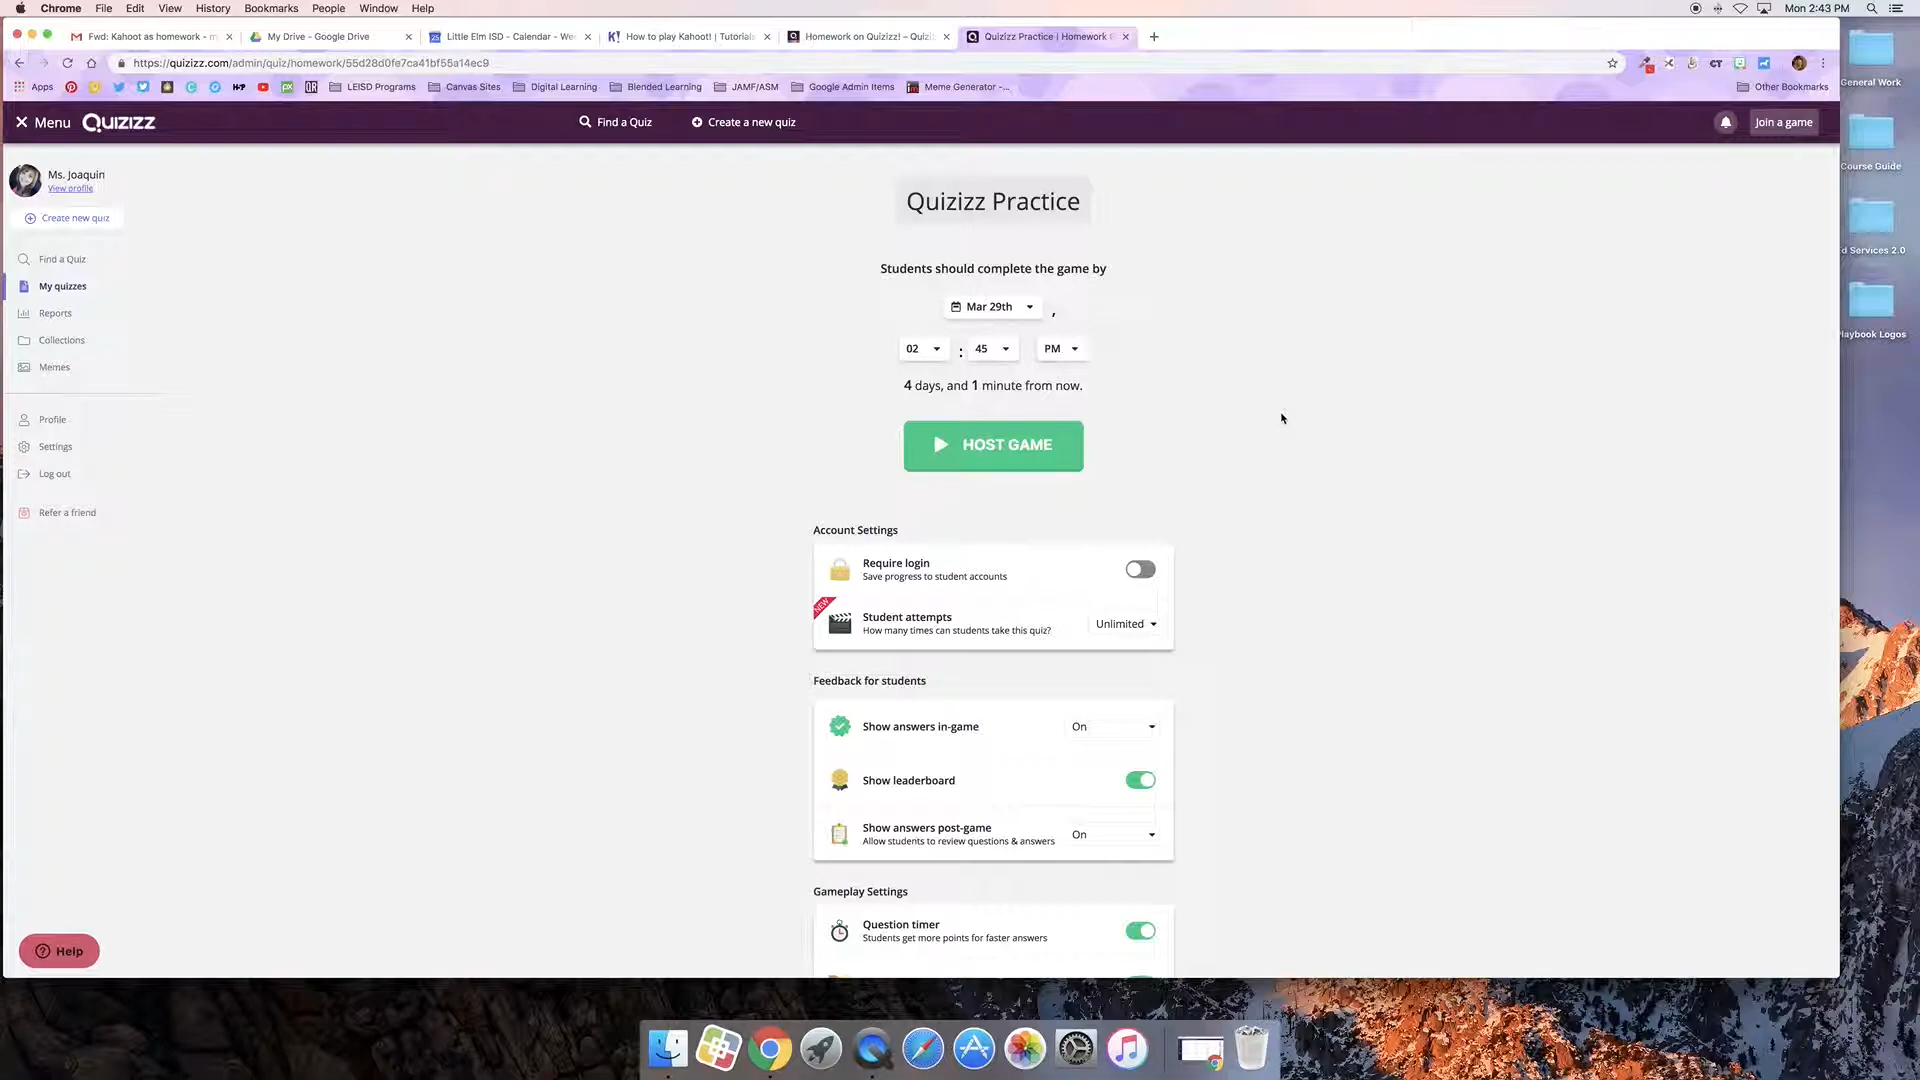 Chrome File Edit View History Bookmarks People Window Help Mon 2:43 PM
Fwd: Kahoot as homework - m My Drive - Google Drive Little Elm ISD - Calendar - We How to play Kahoot! | Tutorials Homework on Quizizz! – Quizi Quizizz Practice | Homework
https://quizizz.com/admin/quiz/homework/55d28d0fe7ca41bf55a14ec9
Apps LEISD Programs Canvas Sites Digital Learning Blended Learning JAMF/ASM Google Admin Items Meme Generator -... Other Bookmarks
Menu Quizizz Find a Quiz Create a new quiz Join a game
Ms. Joaquin
View profile
Create new quiz
Find a Quiz
My quizzes
Reports
Collections
Memes
Profile
Settings
Log out
Refer a friend
Help
Quizizz Practice
Students should complete the game by
Mar 29th ,
02 : 45 PM
4 days, and 1 minute from now.
HOST GAME
Account Settings
Require login
Save progress to student accounts
NEW
Student attempts
How many times can students take this quiz?
Unlimited
Feedback for students
Show answers in-game On
Show leaderboard
Show answers post-game
Allow students to review questions & answers
On
Gameplay Settings
Question timer
Students get more points for faster answers
General Work
Course Guide
d Services 2.0
laybook Logos